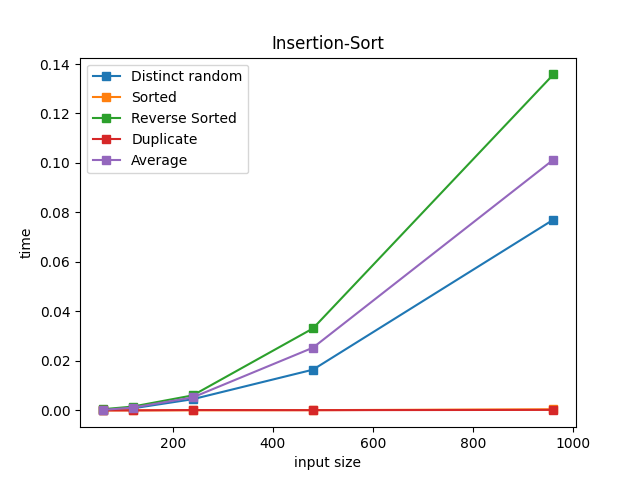 Insertion-Sort
0.14
0.12
0.10
0.08
0.06
0.04
0.02
0.00
time
Distinct random
Sorted
Reverse Sorted
Duplicate
Average
200 400 600 800 1000
input size